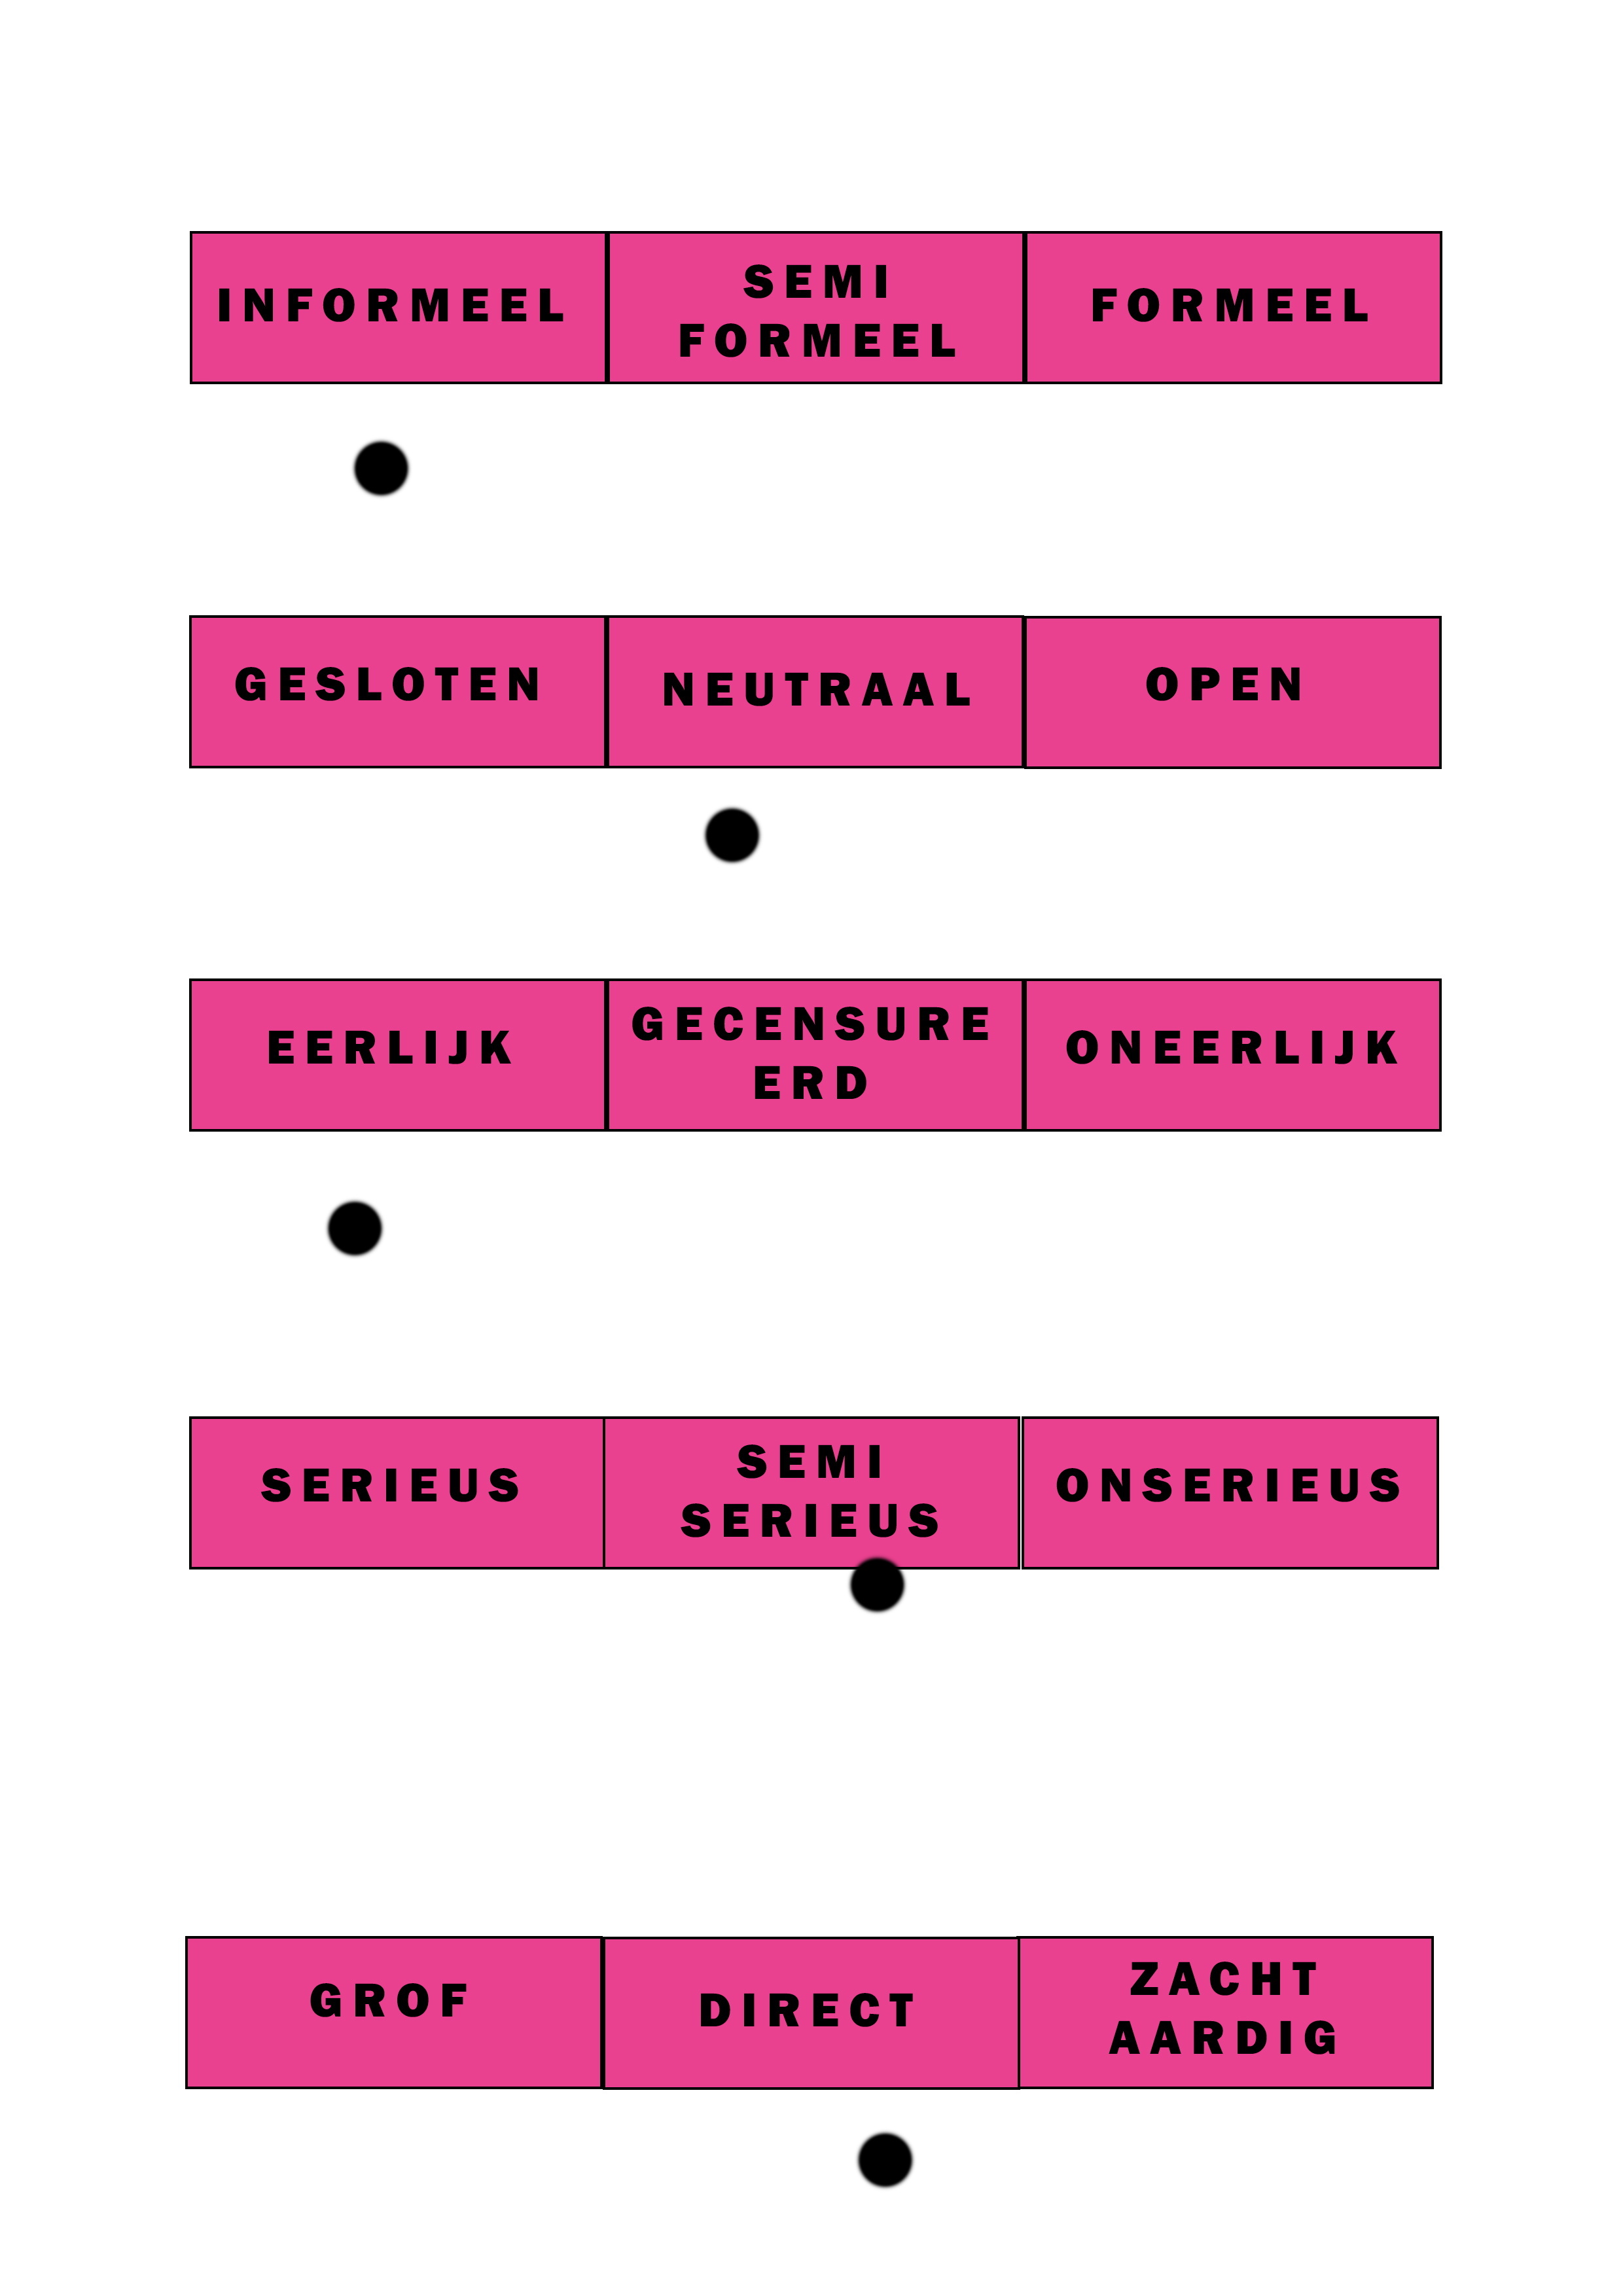 INFORMEEL
SEMI
FORMEEL
FORMEEL
GESLOTEN
NEUTRAAL
OPEN
EERLIJK
GECENSURE
ERD
ONEERLIJK
SERIEUS
SEMI
SERIEUS
ONSERIEUS
GROF
DIRECT
ZACHT
AARDIG